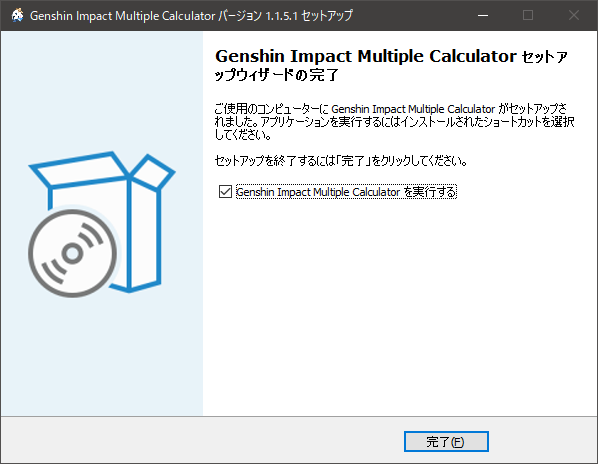 Genshin Impact Multiple Calculator バージョン 1.1.5.1 セットアップ
Genshin Impact Multiple Calculator セットア
ップウィザードの完了
ご使用のコンピューターに Genshin Impact Multiple Calculator がセットアップさ
れました。アプリケーションを実行するにはインストールされたショートカットを選択
してください。
セットアップを終了するには「完了」をクリックしてください。
Genshin Impact Multiple Calculator を実行する
完了(F)